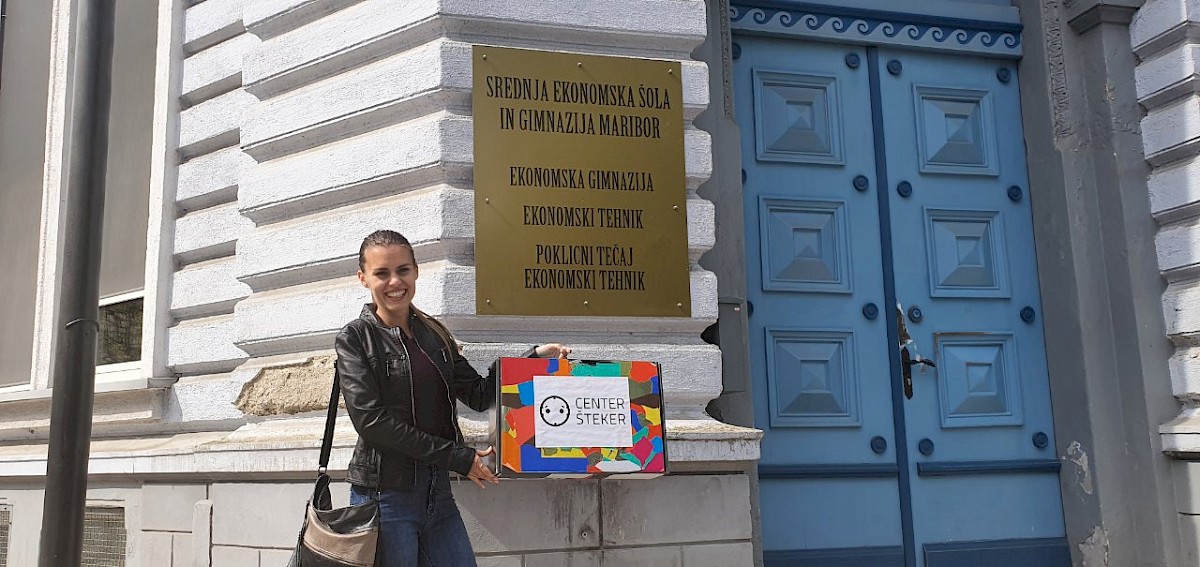 SREDNJA EKONOMSKA ŠOLA
IN GIMNAZIJA MARIBOR
EKONOMSKA GIMNAZIJA
EKONOMSKI TEHNIK
POKLICNI TEČAJ
EKONOMSKI TEHNIK
CENTER
ŠTEKER